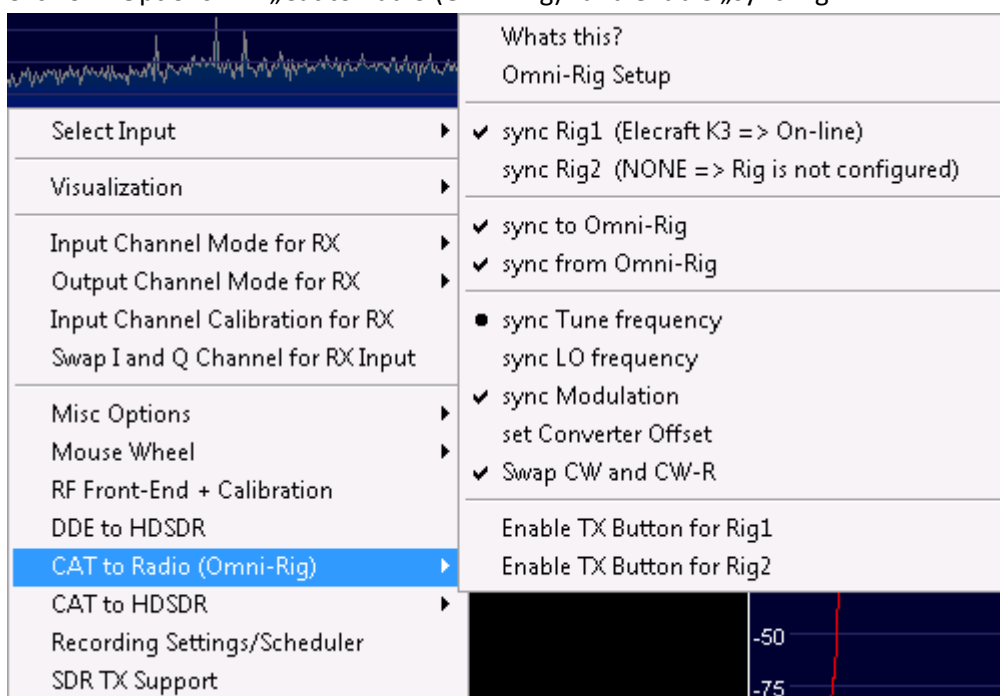 Whats this?
Omni-Rig Setup
sync Rig1 (Elecraft K3 => On-line)
sync Rig2 (NONE => Rig is not configured)
sync to Omni-Rig
sync from Omni-Rig
sync Tune frequency
sync LO frequency
sync Modulation
set Converter Offset
Swap CW and CW-R
Enable TX Button for Rig1
Enable TX Button for Rig2
Select Input
Visualization
Input Channel Mode for RX
Output Channel Mode for RX
Input Channel Calibration for RX
Swap I and Q Channel for RX Input
Misc Options
Mouse Wheel
RF Front-End + Calibration
DDE to HDSDR
CAT to Radio (Omni-Rig)
CAT to HDSDR
Recording Settings/Scheduler
SDR TX Support
-50
-75